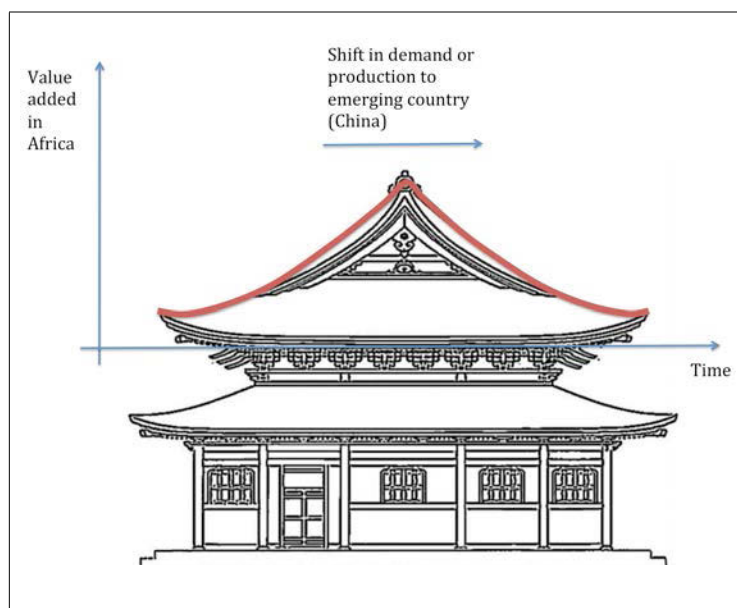 Value
added
in
Africa
Shift in demand or
production to
emerging country
(China)
Time